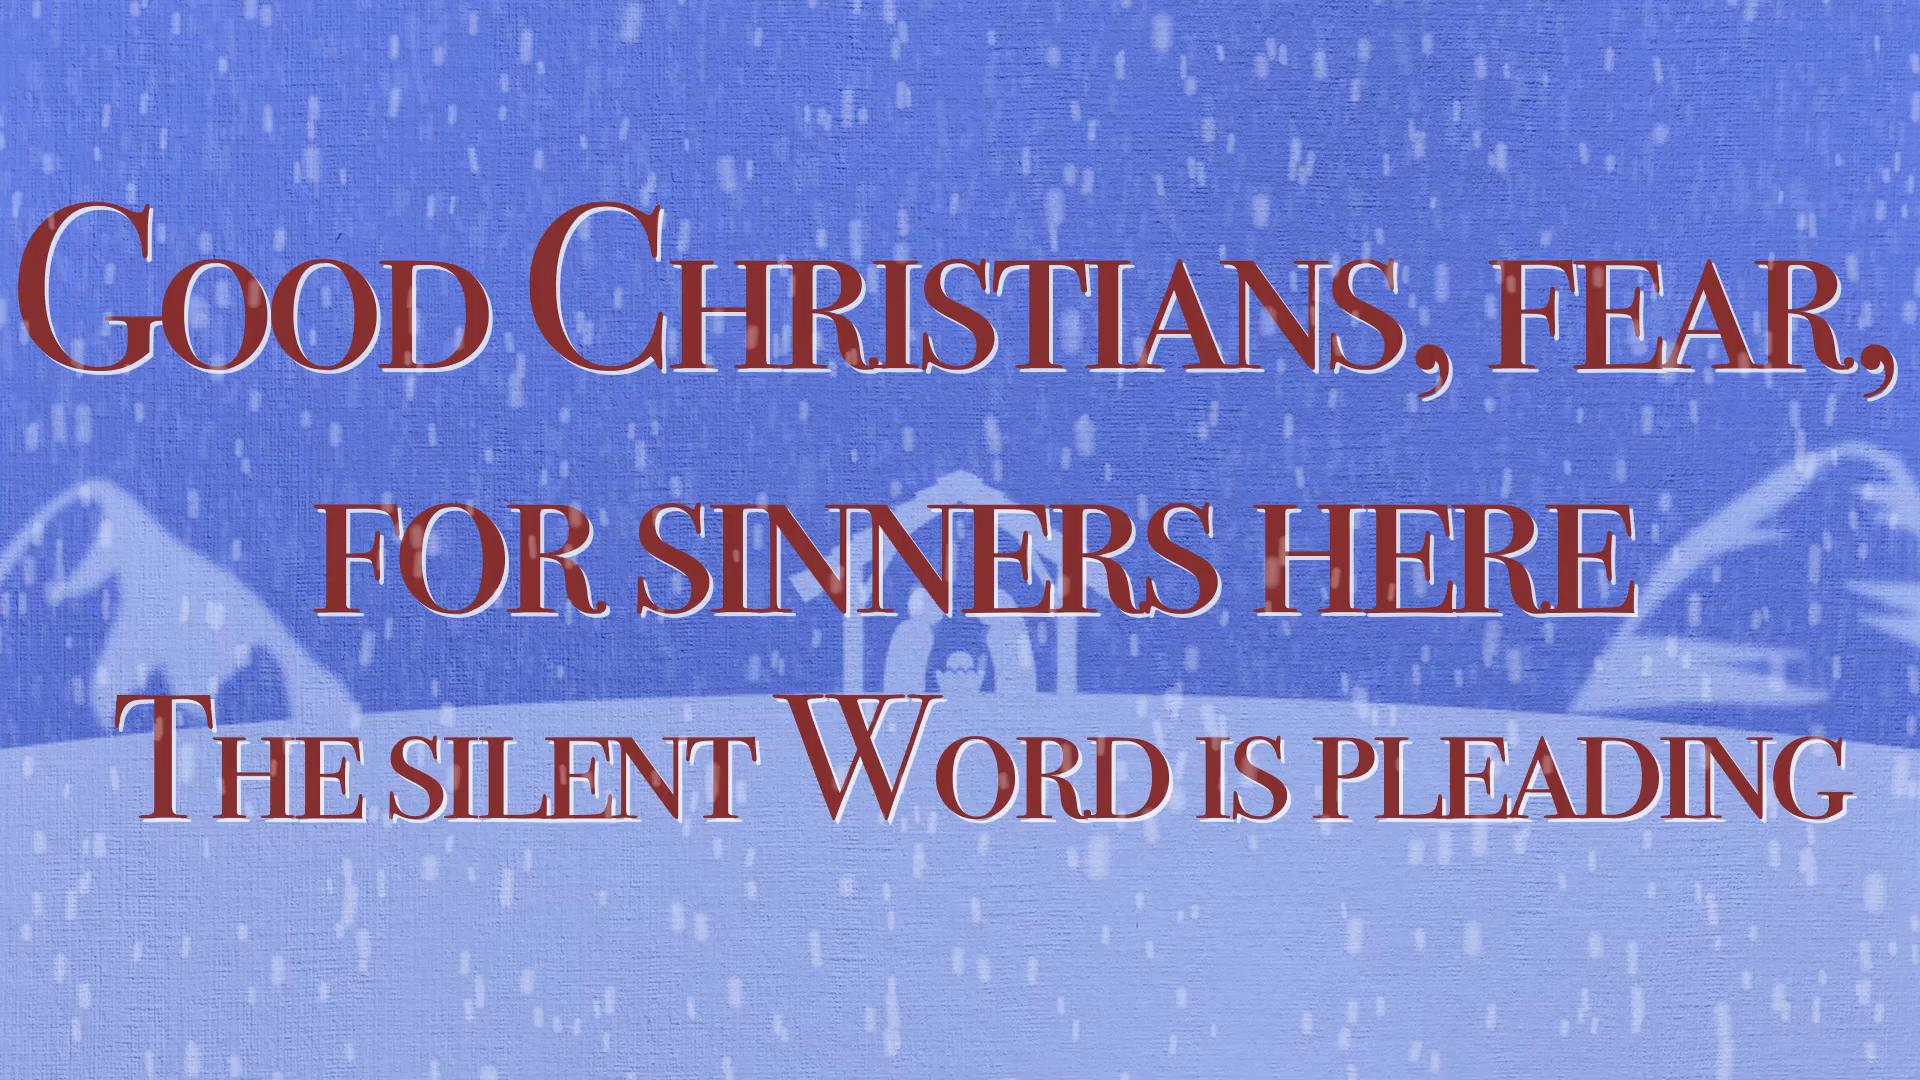 Good Christians, fear,
for sinners here
The silent Word is pleading